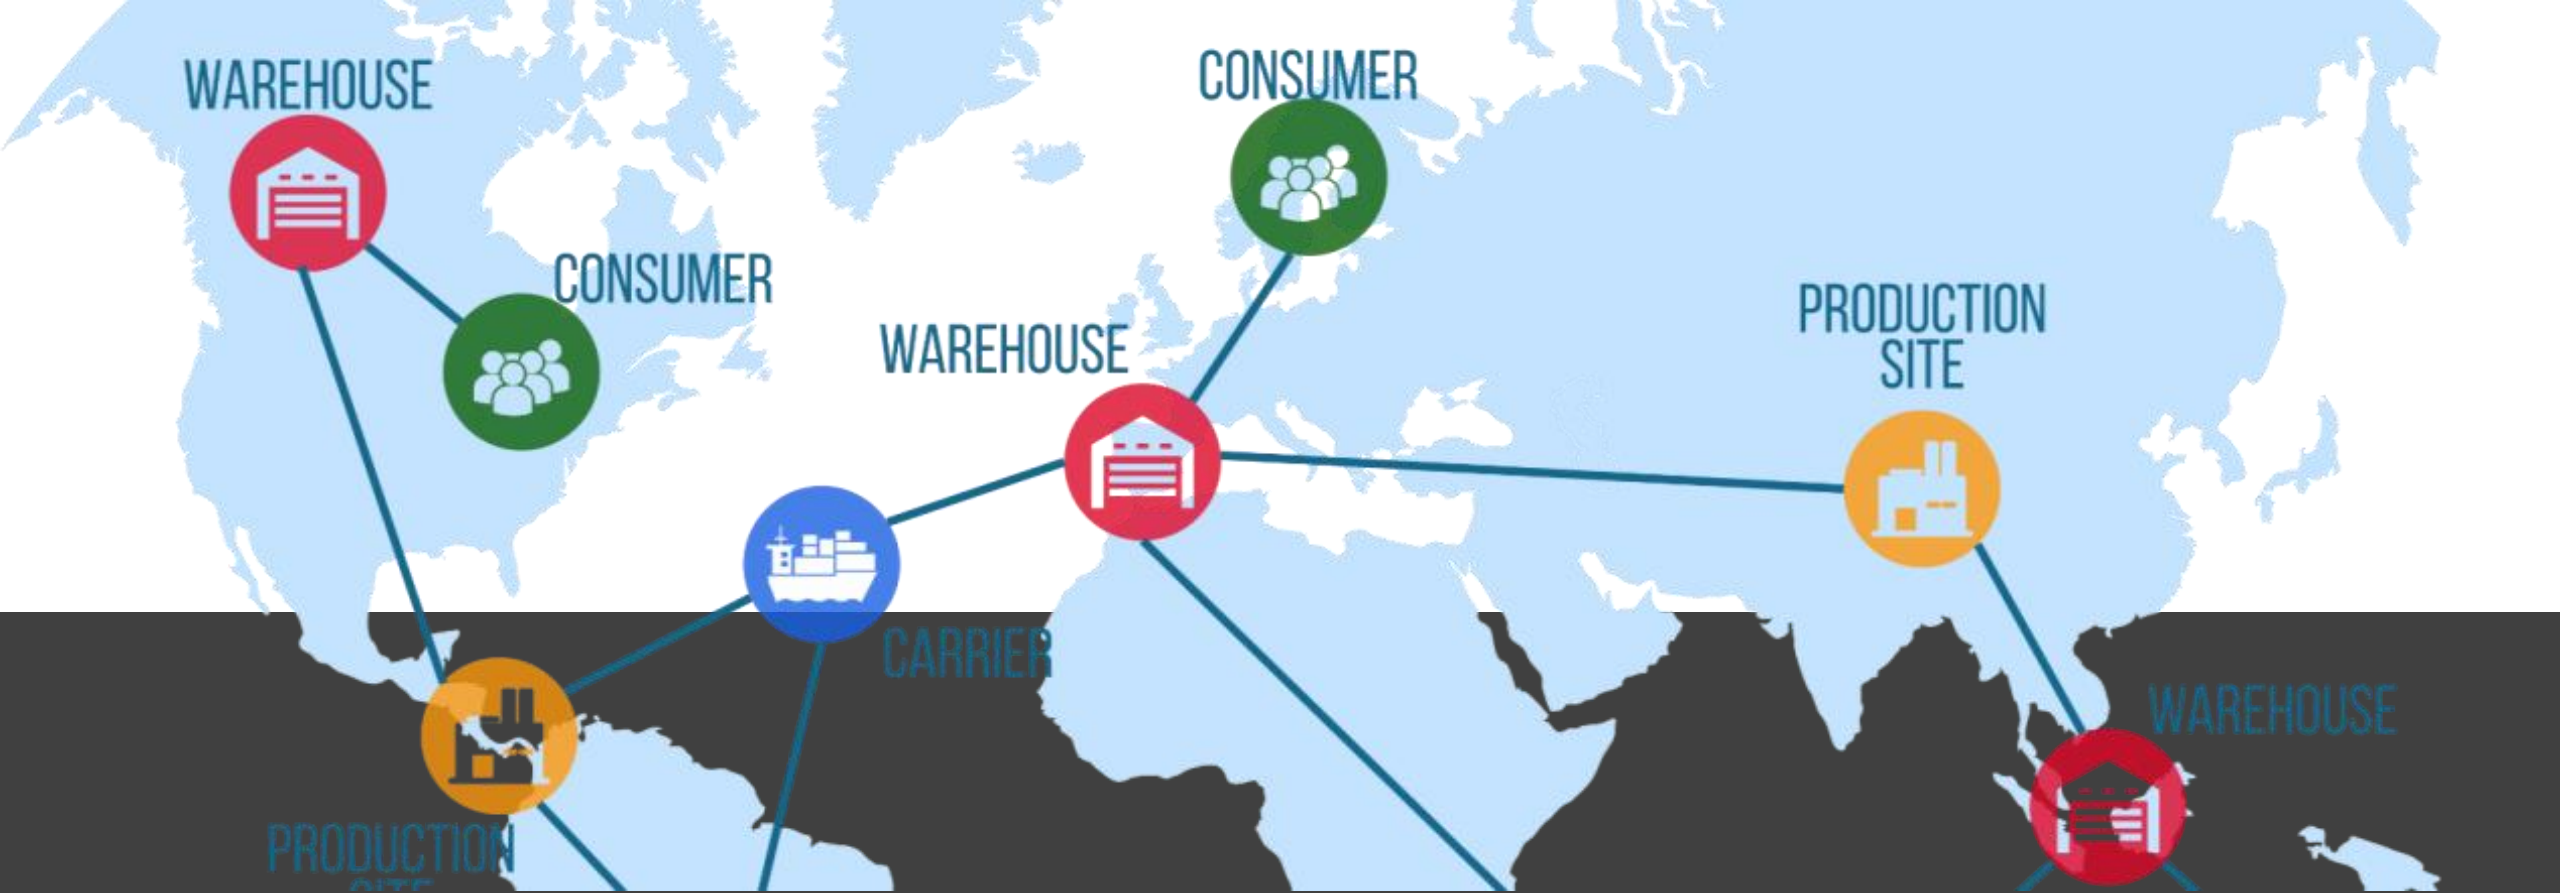 WAREHOUSE
CONSUMER
CONSUMER
WAREHOUSE
PRODUCTION
SITE
CARRIER
WAREHOUSE
PRODUCTION